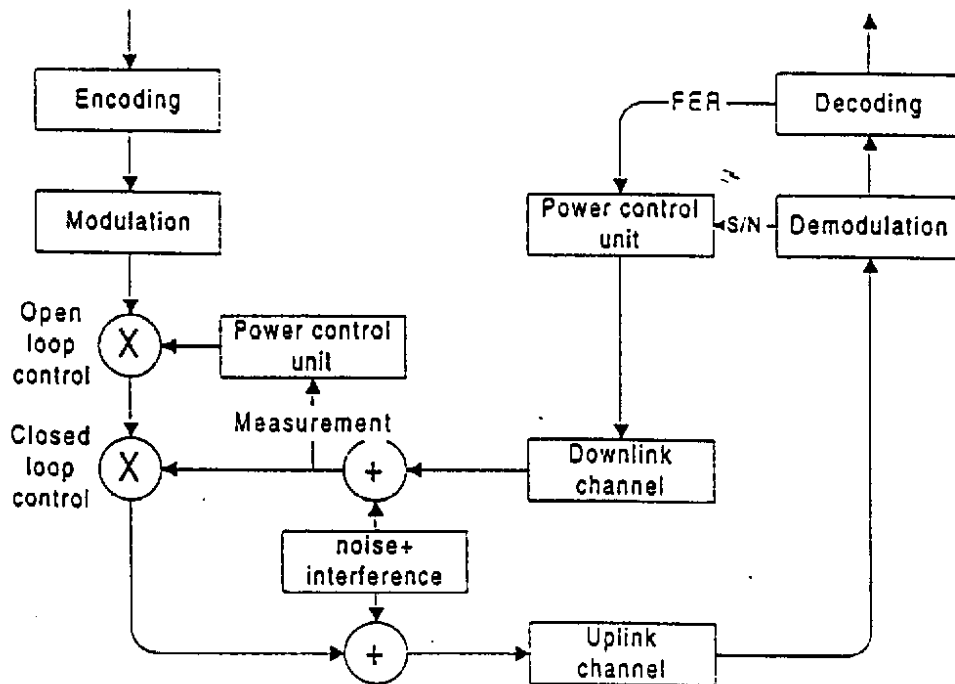 Encoding
Modulation
Open
loop
control
X
Power control
unit
Closed
loop
control
X
Measurement
+
noise+
interference
+
FER
Decoding
Power control
unit
S/N
Demodulation
Downlink
channel
Uplink
channel